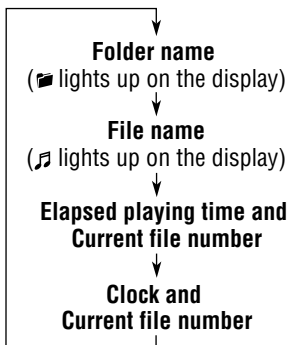 Folder name
( lights up on the display)
File name
(♫ lights up on the display)
Elapsed playing time and
Current file number
Clock and
Current file number